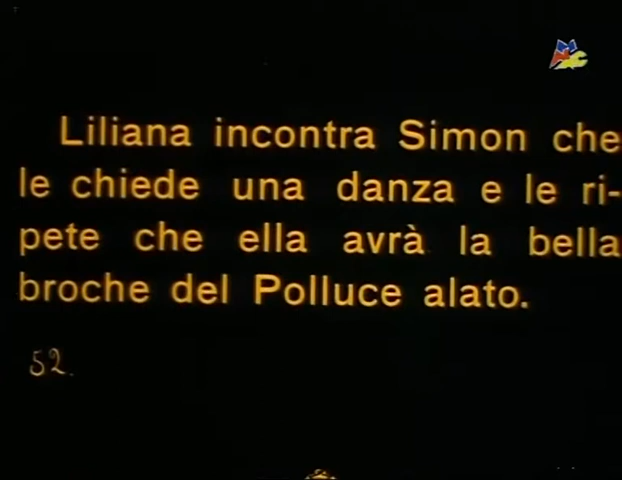 Liliana incontra Simon che
le chiede una danza e le ri-
pete che ella avrà la bella
broche del Polluce alato.
52.